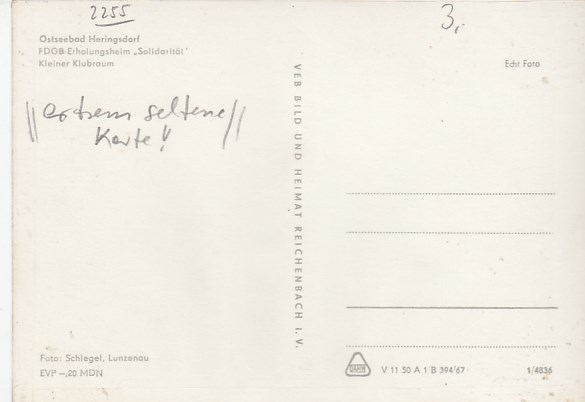 2255
3,-
Ostseebad Heringsdorf
FDGB-Erholungsheim „Solidarität"
Kleiner Klubraum
Echt Foto
extrem seltene
Karte!!
VEB BILD UND HEIMAT REICHENBACH I. V.
Foto: Schlegel, Lunzenau
EVP –,20 MDN
V 11 50 A 1/B 394/67
1/4836